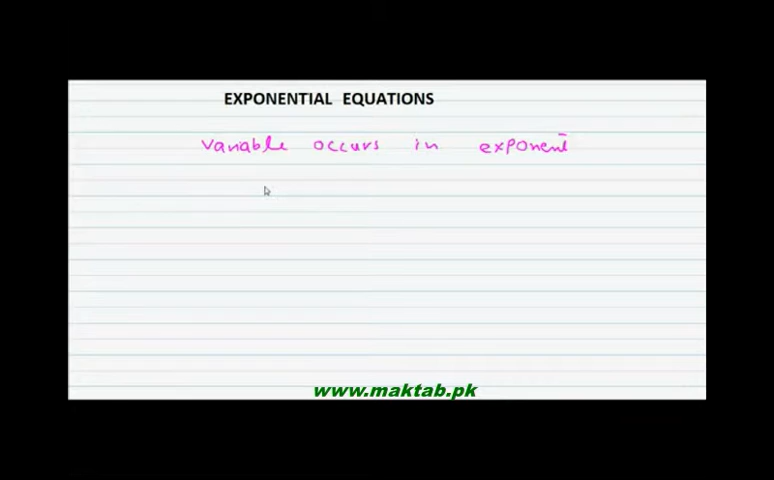 EXPONENTIAL EQUATIONS
variable occurs in exponent
www.maktab.pk